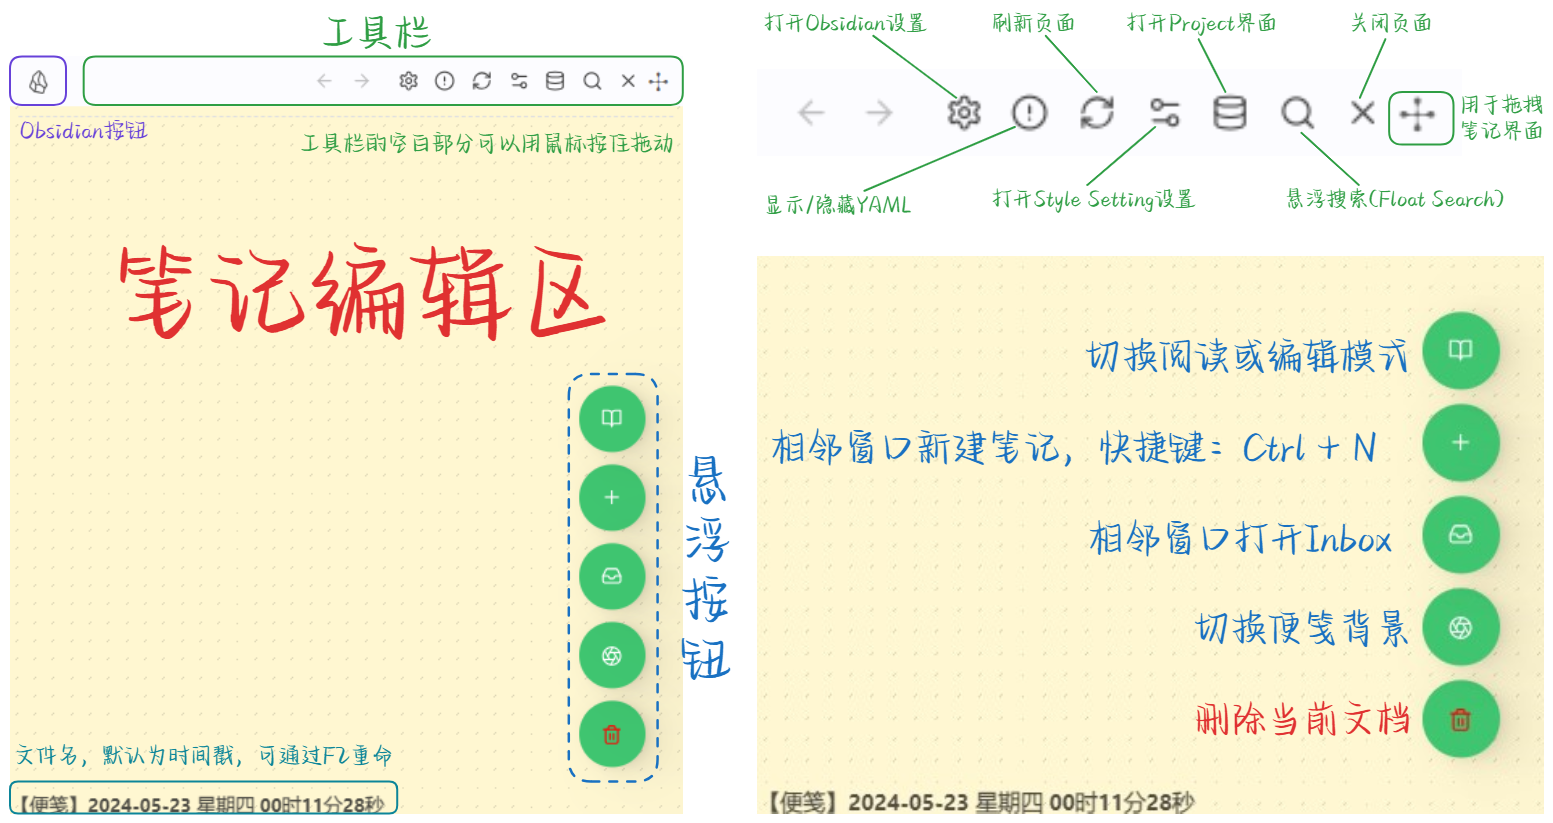 工具栏
Obsidian按钮
工具栏的空白部分可以用鼠标按住拖动
笔记编辑区
悬浮按钮
文件名，默认为时间戳，可通过F2重命
【便笺】2024-05-23 星期四 00时11分28秒
打开Obsidian设置
刷新页面
打开Project界面
关闭页面
用于拖拽
笔记界面
显示/隐藏YAML
打开Style Setting设置
悬浮搜索(Float Search)
切换阅读或编辑模式
相邻窗口新建笔记，快捷键：Ctrl + N
相邻窗口打开Inbox
切换便笺背景
删除当前文档
【便笺】2024-05-23 星期四 00时11分28秒